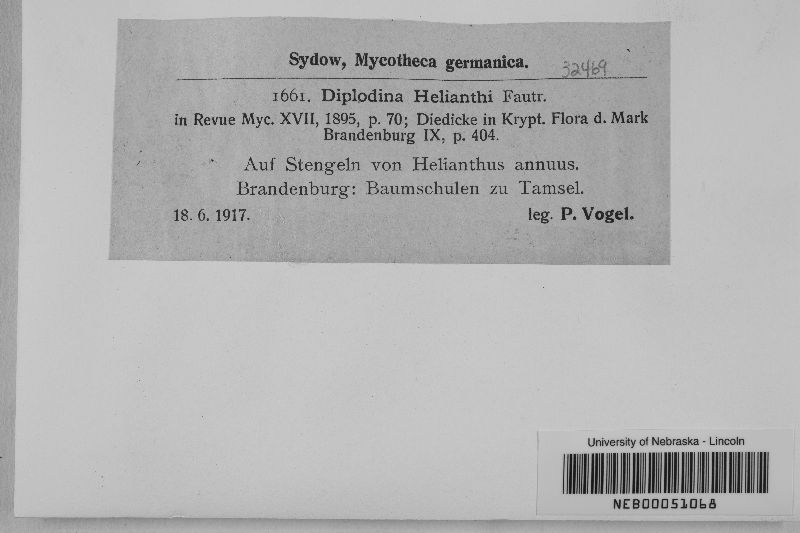 Sydow, Mycotheca germanica.
32469
1661. Diplodina Helianthi Fautr.
in Revue Myc. XVII, 1895, p. 70; Diedicke in Krypt. Flora d. Mark
Brandenburg IX, p. 404.
Auf Stengeln von Helianthus annuus.
Brandenburg: Baumschulen zu Tamsel.
18. 6. 1917. leg. P. Vogel.
University of Nebraska - Lincoln
NEB00051068